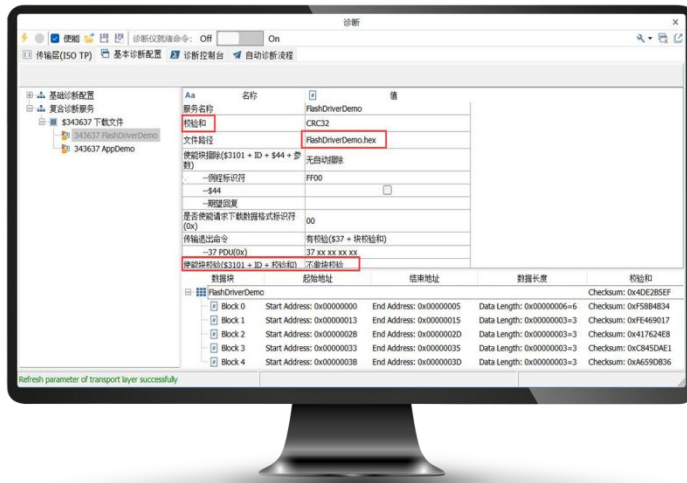 诊断
使能
诊断仪就绪命令: Off On
传输层(ISO TP) 基本诊断配置 诊断控制台 自动诊断流程
基础诊断配置
复合诊断服务
$343637 下载文件
343637 FlashDriverDemo
343637 AppDemo
Aa 名称 # 值
服务名称 FlashDriverDemo
校验和 CRC32
文件路径 FlashDriverDemo.hex
使能块擦除($3101 + ID + $44 + 参数) 无自动擦除
--例程标识符 FF00
--$44
--期望回复
是否使能请求下载数据格式标识符(0x) 00
传输退出命令 有校验($37 + 块校验和)
--37 PDU(0x) 37 xx xx xx xx
使能块校验($3101 + ID + 校验和) 不做块校验
数据块 起始地址 结束地址 数据长度 校验和
FlashDriverDemo Checksum: 0x4DE2B5EF
Block 0 Start Address: 0x00000000 End Address: 0x00000005 Data Length: 0x00000006=6 Checksum: 0xF58B4B34
Block 1 Start Address: 0x00000013 End Address: 0x00000015 Data Length: 0x00000003=3 Checksum: 0xFE469017
Block 2 Start Address: 0x0000002B End Address: 0x0000002D Data Length: 0x00000003=3 Checksum: 0x417624E8
Block 3 Start Address: 0x00000033 End Address: 0x00000035 Data Length: 0x00000003=3 Checksum: 0xC845DAE1
Block 4 Start Address: 0x0000003B End Address: 0x0000003D Data Length: 0x00000003=3 Checksum: 0xA659DB36
Refresh parameter of transport layer successfully